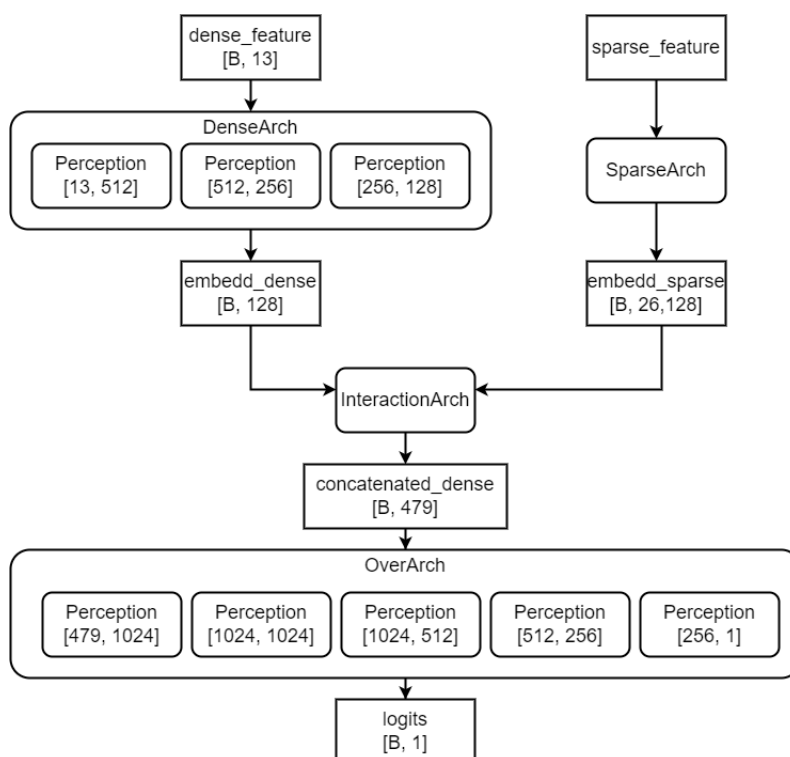 dense_feature
[B, 13]
sparse_feature
DenseArch
Perception
[13, 512]
Perception
[512, 256]
Perception
[256, 128]
SparseArch
embedd_dense
[B, 128]
embedd_sparse
[B, 26,128]
InteractionArch
concatenated_dense
[B, 479]
OverArch
Perception
[479, 1024]
Perception
[1024, 1024]
Perception
[1024, 512]
Perception
[512, 256]
Perception
[256, 1]
logits
[B, 1]